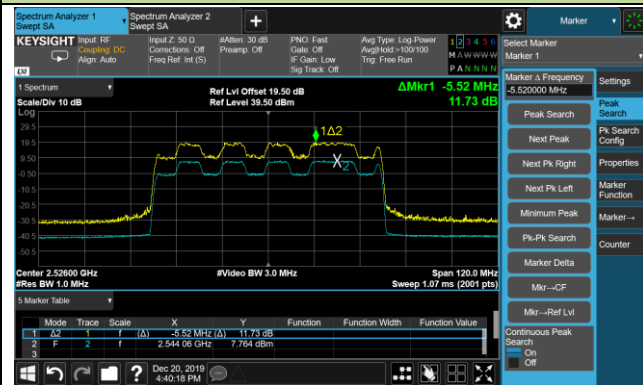 Spectrum Analyzer 1
Swept SA
Spectrum Analyzer 2
Swept SA
+
Marker
KEYSIGHT
Input: RF
Coupling: DC
Align: Auto
Input Z: 50 Ω
Corrections: Off
Freq Ref: Int (S)
#Atten: 30 dB
Preamp: Off
PNO: Fast
Gate: Off
IF Gain: Low
Sig Track: Off
Avg Type: Log-Power
Avg|Hold:>100/100
Trig: Free Run
1 2 3 4 5 6
M A W W W W
P A N N N N
LXI
Select Marker
Marker 1
1 Spectrum
Scale/Div 10 dB
Ref Lvl Offset 19.50 dB
Ref Level 39.50 dBm
ΔMkr1 -5.52 MHz
11.73 dB
Log
29.5
19.5
9.50
-0.5
-10.5
-20.5
-30.5
-40.5
-50.5
1Δ2
X2
Center 2.52600 GHz
#Res BW 1.0 MHz
#Video BW 3.0 MHz
Span 120.0 MHz
Sweep 1.07 ms (2001 pts)
5 Marker Table
Mode Trace Scale X Y Function Function Width Function Value
1 Δ2 1 f (Δ) -5.52 MHz (Δ) 11.73 dB
2 F 2 f 2.544 06 GHz 7.764 dBm
3
Dec 20, 2019
4:40:18 PM
Marker Δ Frequency
-5.520000 MHz
Peak Search
Next Peak
Next Pk Right
Next Pk Left
Minimum Peak
Pk-Pk Search
Marker Delta
Mkr→CF
Mkr→Ref Lvl
Continuous Peak
Search
On
Off
Settings
Peak
Search
Pk Search
Config
Properties
Marker
Function
Marker→
Counter